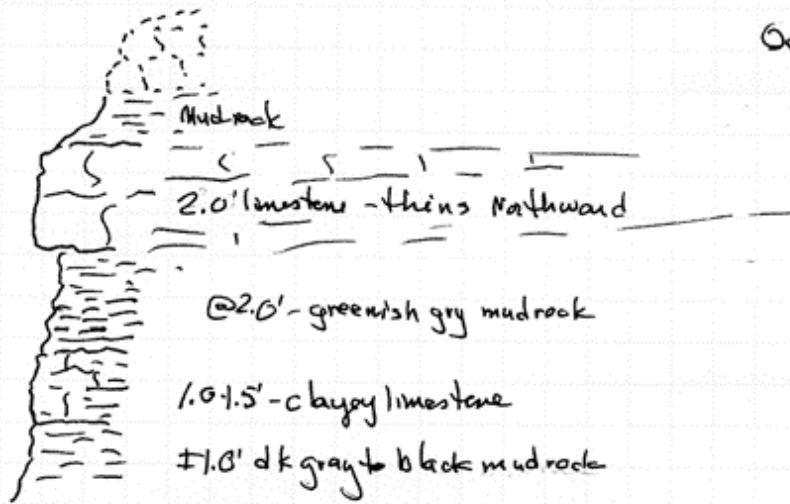 Mudrock
2.0' limestone - thins Northward
@2.0' - greenish gry mudrock
1.0-1.5' - clayey limestone
±1.0' dk gray to black mudrock